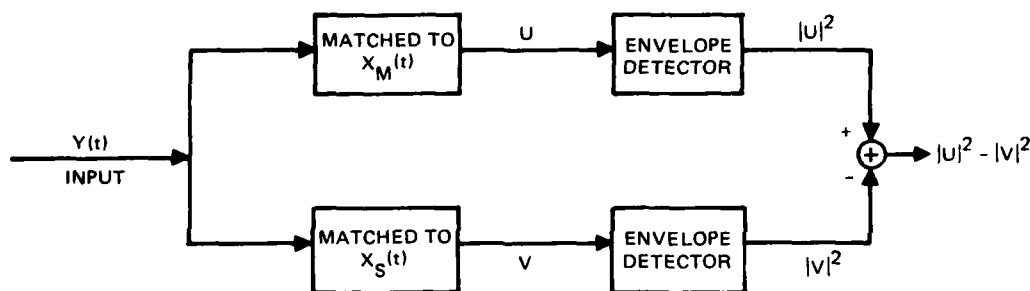 MATCHED TO
X_M(t)
U
ENVELOPE
DETECTOR
|U|²
Y(t)
INPUT
+
-
+
|U|² - |V|²
MATCHED TO
X_S(t)
V
ENVELOPE
DETECTOR
|V|²